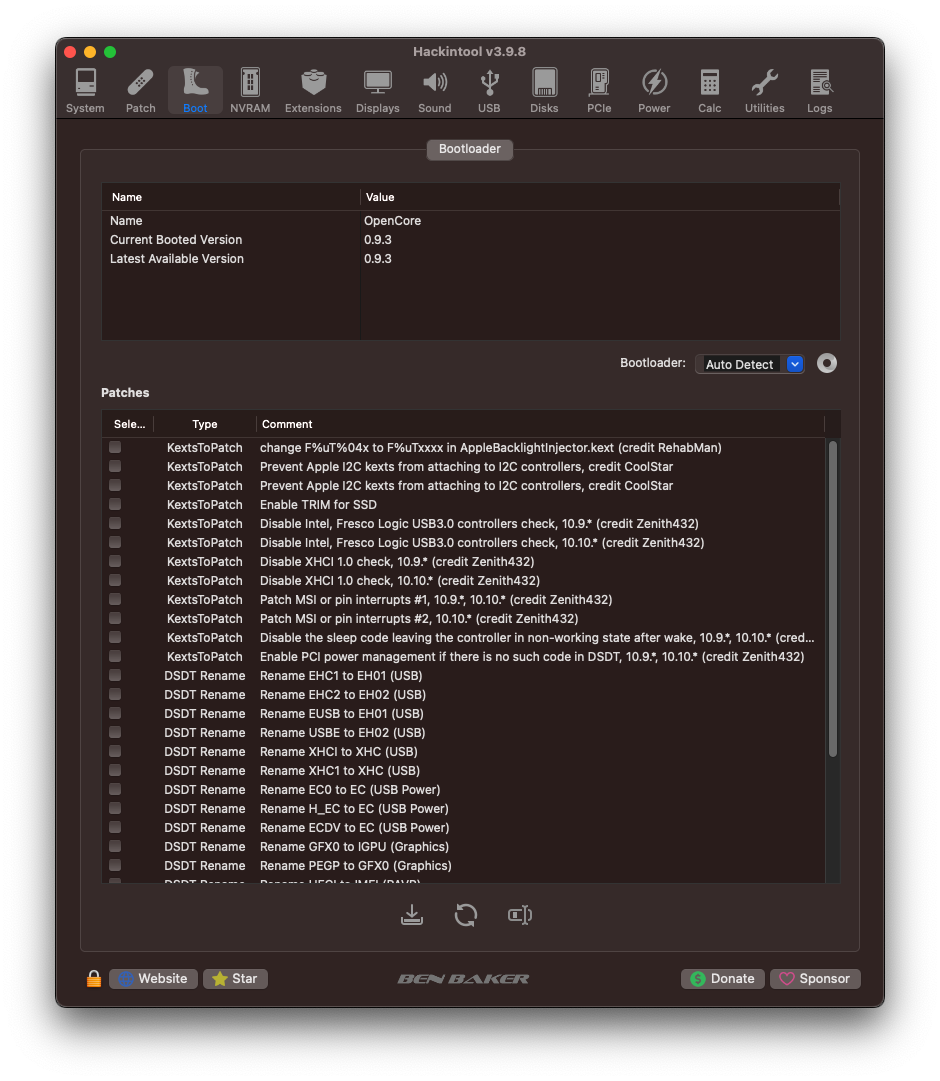 Hackintool v3.9.8
System Patch Boot NVRAM Extensions Displays Sound USB Disks PCIe Power Calc Utilities Logs
Bootloader
Name Value
Name OpenCore
Current Booted Version 0.9.3
Latest Available Version 0.9.3
Bootloader: Auto Detect
Patches
Sele... Type Comment
KextsToPatch change F%uT%04x to F%uTxxxx in AppleBacklightInjector.kext (credit RehabMan)
KextsToPatch Prevent Apple I2C kexts from attaching to I2C controllers, credit CoolStar
KextsToPatch Prevent Apple I2C kexts from attaching to I2C controllers, credit CoolStar
KextsToPatch Enable TRIM for SSD
KextsToPatch Disable Intel, Fresco Logic USB3.0 controllers check, 10.9.* (credit Zenith432)
KextsToPatch Disable Intel, Fresco Logic USB3.0 controllers check, 10.10.* (credit Zenith432)
KextsToPatch Disable XHCI 1.0 check, 10.9.* (credit Zenith432)
KextsToPatch Disable XHCI 1.0 check, 10.10.* (credit Zenith432)
KextsToPatch Patch MSI or pin interrupts #1, 10.9.*, 10.10.* (credit Zenith432)
KextsToPatch Patch MSI or pin interrupts #2, 10.10.* (credit Zenith432)
KextsToPatch Disable the sleep code leaving the controller in non-working state after wake, 10.9.*, 10.10.* (cred...
KextsToPatch Enable PCI power management if there is no such code in DSDT, 10.9.*, 10.10.* (credit Zenith432)
DSDT Rename Rename EHC1 to EH01 (USB)
DSDT Rename Rename EHC2 to EH02 (USB)
DSDT Rename Rename EUSB to EH01 (USB)
DSDT Rename Rename USBE to EH02 (USB)
DSDT Rename Rename XHCI to XHC (USB)
DSDT Rename Rename XHC1 to XHC (USB)
DSDT Rename Rename EC0 to EC (USB Power)
DSDT Rename Rename H_EC to EC (USB Power)
DSDT Rename Rename ECDV to EC (USB Power)
DSDT Rename Rename GFX0 to IGPU (Graphics)
DSDT Rename Rename PEGP to GFX0 (Graphics)
DSDT Rename Rename
Website Star BEN BAKER Donate Sponsor